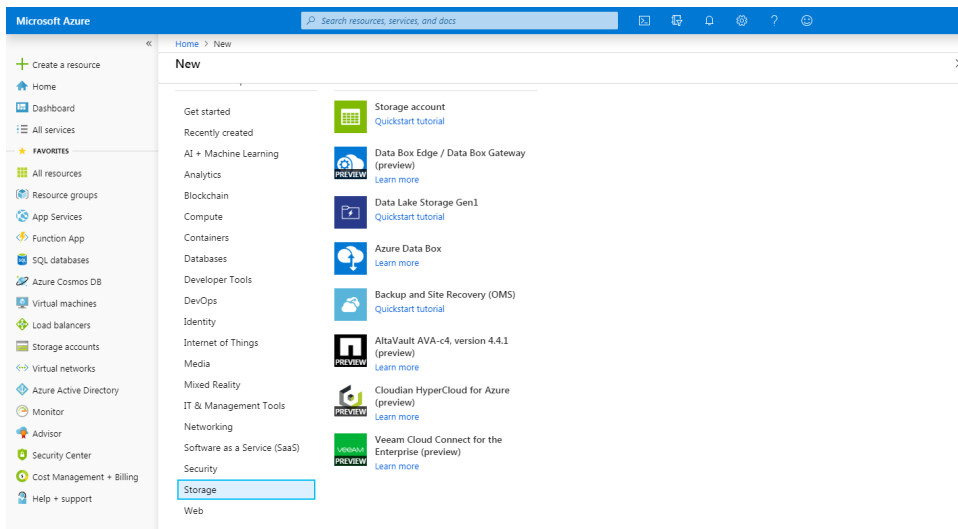 Microsoft Azure
Search resources, services, and docs
Home > New
New
Create a resource
Home
Dashboard
All services
FAVORITES
All resources
Resource groups
App Services
Function App
SQL databases
Azure Cosmos DB
Virtual machines
Load balancers
Storage accounts
Virtual networks
Azure Active Directory
Monitor
Advisor
Security Center
Cost Management + Billing
Help + support
Get started
Recently created
AI + Machine Learning
Analytics
Blockchain
Compute
Containers
Databases
Developer Tools
DevOps
Identity
Internet of Things
Media
Mixed Reality
IT & Management Tools
Networking
Software as a Service (SaaS)
Security
Storage
Web
Storage account
Quickstart tutorial
PREVIEW
Data Box Edge / Data Box Gateway
(preview)
Learn more
Data Lake Storage Gen1
Quickstart tutorial
Azure Data Box
Learn more
Backup and Site Recovery (OMS)
Quickstart tutorial
PREVIEW
AltaVault AVA-c4, version 4.4.1
(preview)
Learn more
PREVIEW
Cloudian HyperCloud for Azure
(preview)
Learn more
VEEAM
PREVIEW
Veeam Cloud Connect for the
Enterprise (preview)
Learn more